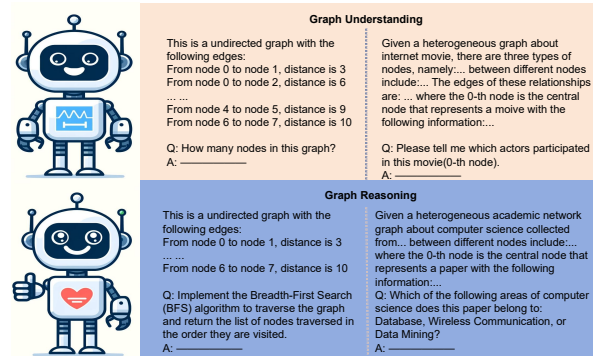 Graph Understanding
This is a undirected graph with the
following edges:
From node 0 to node 1, distance is 3
From node 0 to node 2, distance is 6
... ...
From node 4 to node 5, distance is 9
From node 6 to node 7, distance is 10
Q: How many nodes in this graph?
A:
Given a heterogeneous graph about
internet movie, there are three types of
nodes, namely:... between different nodes
include:... The edges of these relationships
are: ... where the 0-th node is the central
node that represents a moive with the
following information:...
Q: Please tell me which actors participated
in this movie(0-th node).
A:
Graph Reasoning
This is a undirected graph with the
following edges:
From node 0 to node 1, distance is 3
... ...
From node 6 to node 7, distance is 10
Q: Implement the Breadth-First Search
(BFS) algorithm to traverse the graph
and return the list of nodes traversed in
the order they are visited.
A:
Given a heterogeneous academic network
graph about computer science collected
from... between different nodes include:...
where the 0-th node is the central node that
represents a paper with the following
information:...
Q: Which of the following areas of computer
science does this paper belong to:
Database, Wireless Communication, or
Data Mining?
A: